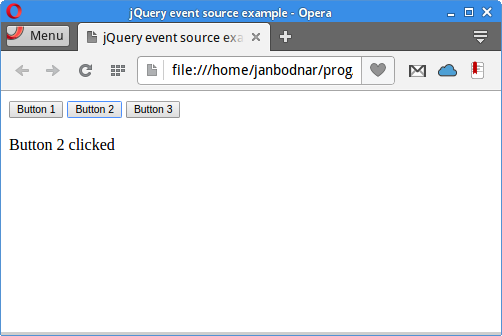 jQuery event source example - Opera
Menu
jQuery event source exa
file:///home/janbodnar/prog
Button 1 Button 2 Button 3
Button 2 clicked